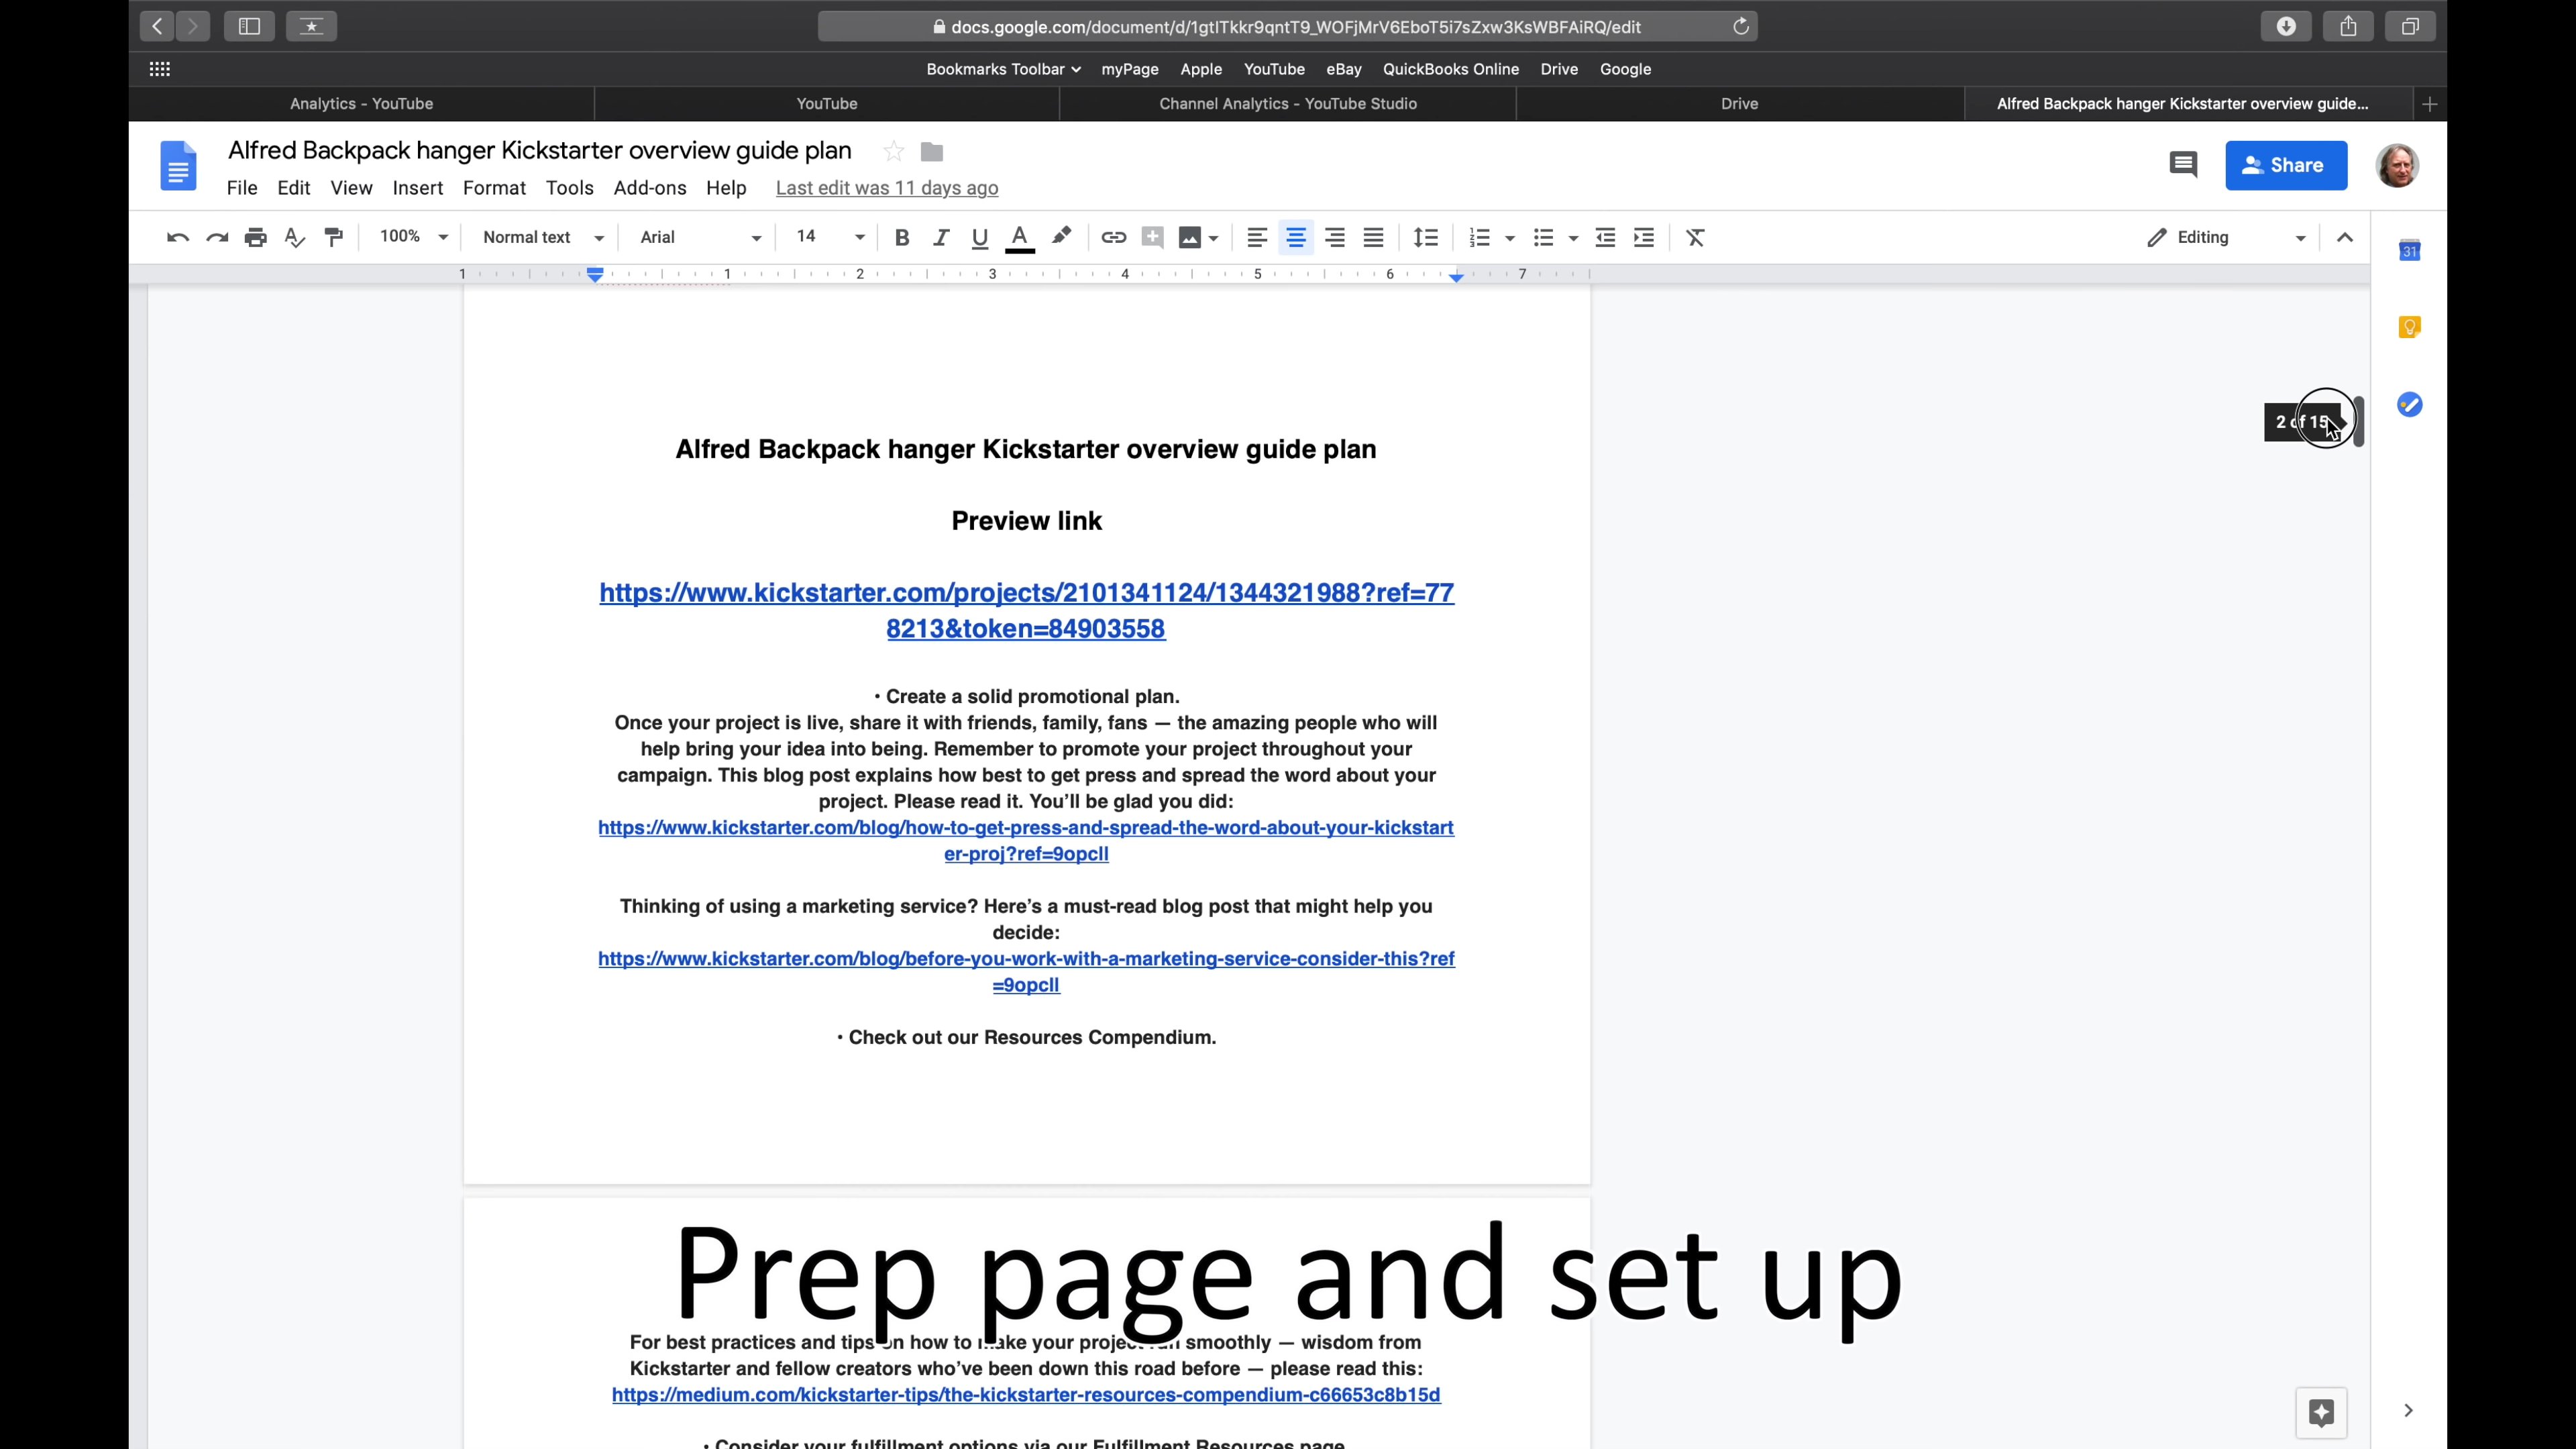 docs.google.com/document/d/1gtITkkr9qntT9_WOFjMrV6EboT5i7sZxw3KsWBFAiRQ/edit
Bookmarks Toolbar myPage Apple YouTube eBay QuickBooks Online Drive Google
Analytics - YouTube YouTube Channel Analytics - YouTube Studio Drive Alfred Backpack hanger Kickstarter overview guide...
Alfred Backpack hanger Kickstarter overview guide plan
Share
File Edit View Insert Format Tools Add-ons Help Last edit was 11 days ago
100% Normal text Arial 14 B I U A Editing
1 1 2 3 4 5 6 7
31
2 of 15
Alfred Backpack hanger Kickstarter overview guide plan
Preview link
https://www.kickstarter.com/projects/2101341124/1344321988?ref=77
8213&token=84903558
• Create a solid promotional plan.
Once your project is live, share it with friends, family, fans — the amazing people who will
help bring your idea into being. Remember to promote your project throughout your
campaign. This blog post explains how best to get press and spread the word about your
project. Please read it. You’ll be glad you did:
https://www.kickstarter.com/blog/how-to-get-press-and-spread-the-word-about-your-kickstart
er-proj?ref=9opcll
Thinking of using a marketing service? Here’s a must-read blog post that might help you
decide:
https://www.kickstarter.com/blog/before-you-work-with-a-marketing-service-consider-this?ref
=9opcll
• Check out our Resources Compendium.
Prep page and set up
For best practices and tips on how to make your project smoothly — wisdom from
Kickstarter and fellow creators who’ve been down this road before — please read this:
https://medium.com/kickstarter-tips/the-kickstarter-resources-compendium-c66653c8b15d
• Consider your fulfillment options via our Fulfillment Resources page